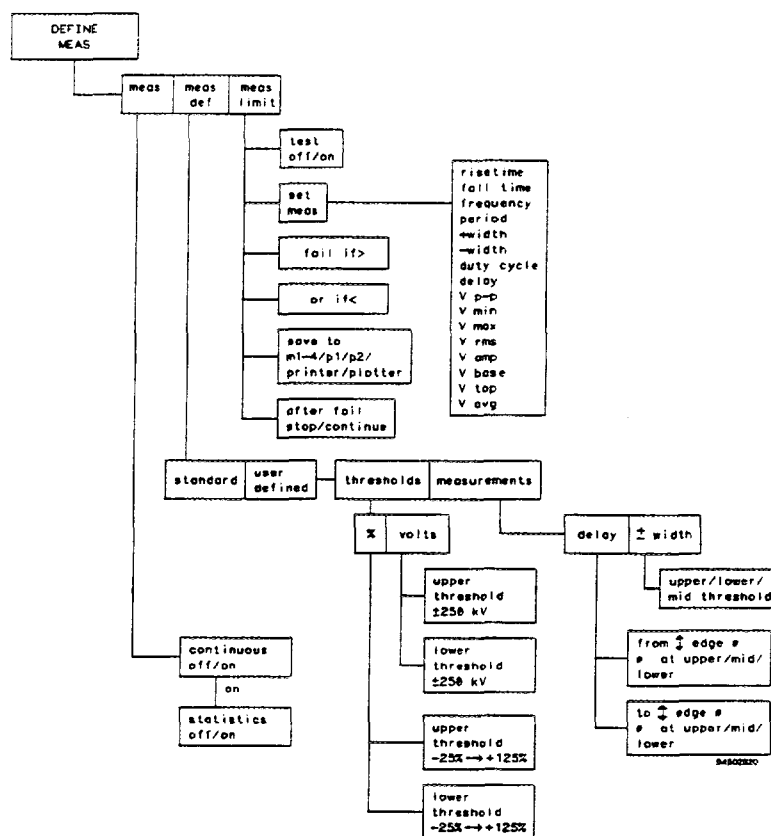 DEFINE
MEAS
meas
meas
def
meas
limit
test
off/on
set
meas
fail if>
or if<
save to
m1-4/p1/p2/
printer/plotter
after fail
stop/continue
risetime
fall time
frequency
period
+width
-width
duty cycle
delay
V p-p
V min
V max
V rms
V amp
V base
V top
V avg
standard
user
defined
thresholds
measurements
%
volts
delay
± width
upper
threshold
±250 kV
lower
threshold
±250 kV
upper
threshold
-25%→+125%
lower
threshold
-25%→+125%
upper/lower/
mid threshold
from ↕ edge #
# at upper/mid/
lower
to ↕ edge #
# at upper/mid/
lower
continuous
off/on
on
statistics
off/on